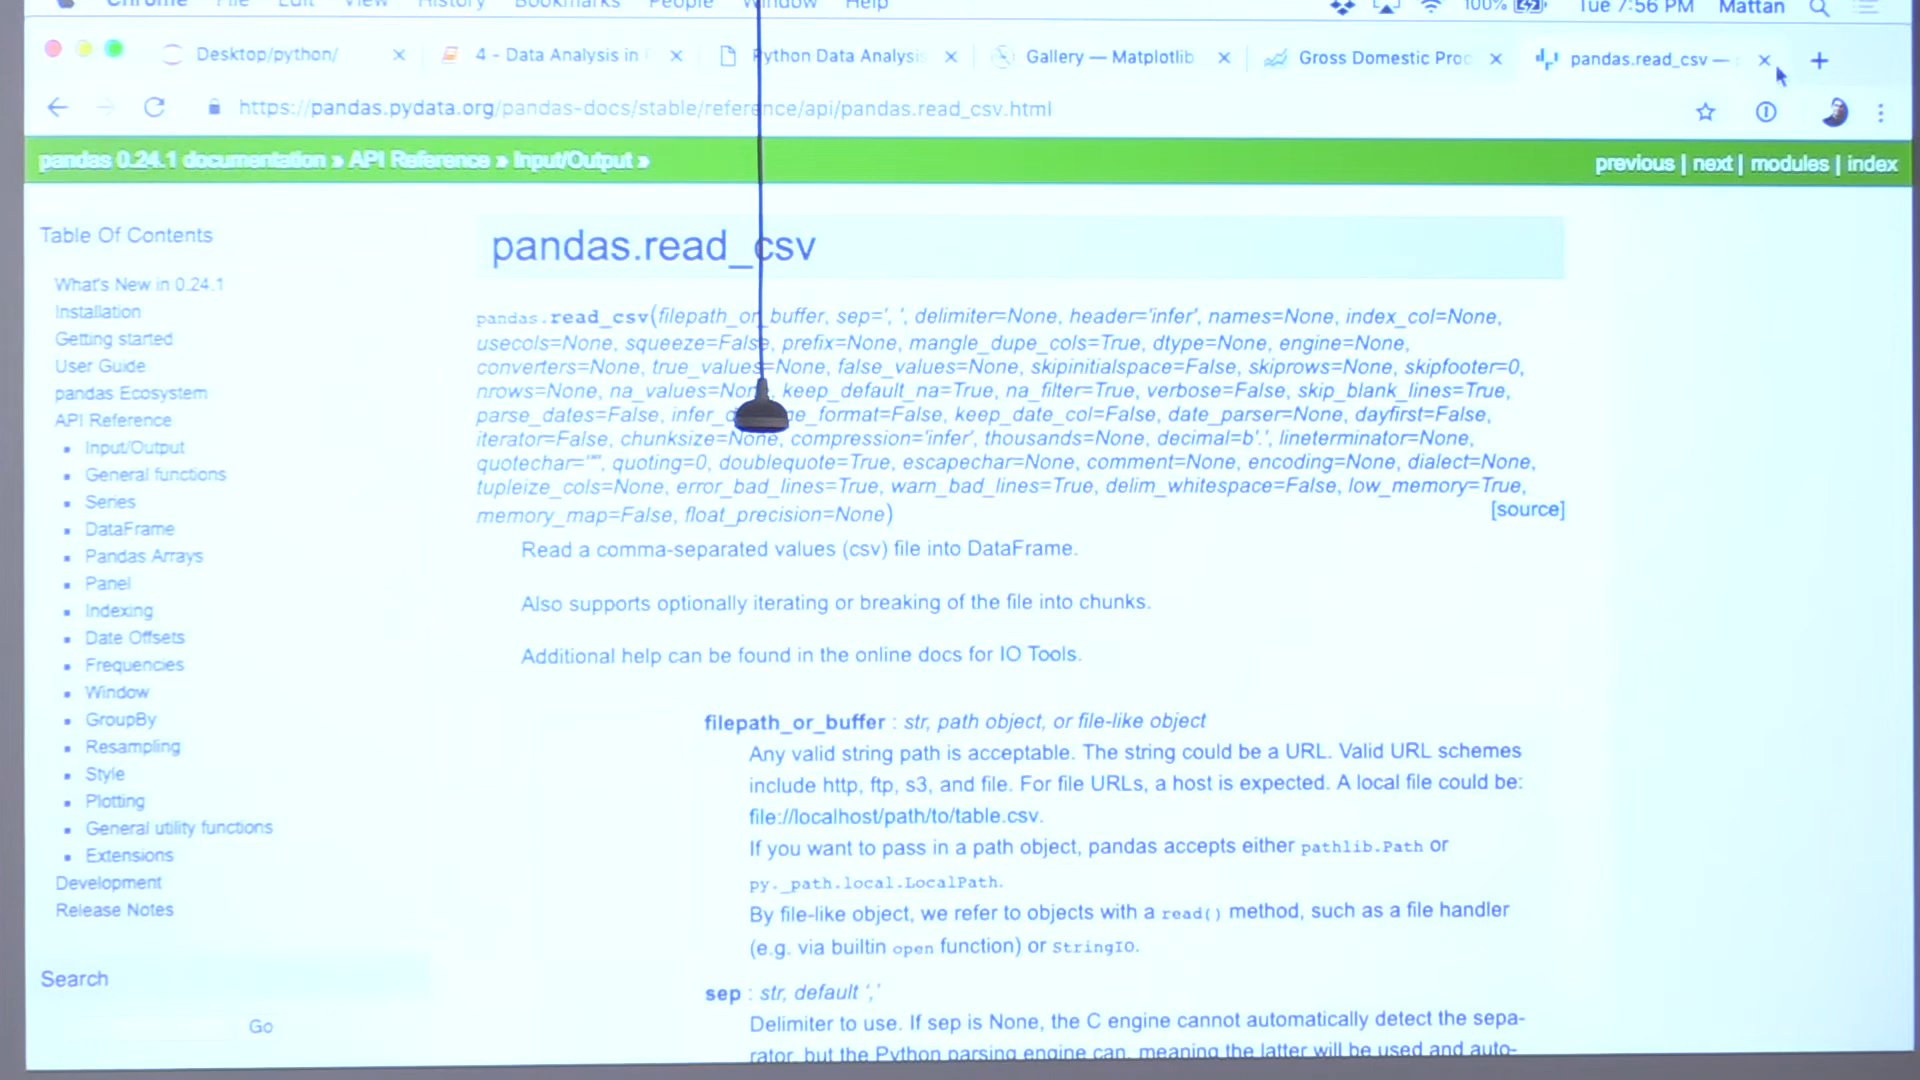 Chrome File Edit View History Bookmarks People Window Help
100% Tue 7:56 PM Mattan
Desktop/python/
4 - Data Analysis in
Python Data Analysis
Gallery — Matplotlib
Gross Domestic Proc
pandas.read_csv —
https://pandas.pydata.org/pandas-docs/stable/reference/api/pandas.read_csv.html
pandas 0.24.1 documentation » API Reference » Input/Output »
previous | next | modules | index
Table Of Contents
What's New in 0.24.1
Installation
Getting started
User Guide
pandas Ecosystem
API Reference
Input/Output
General functions
Series
DataFrame
Pandas Arrays
Panel
Indexing
Date Offsets
Frequencies
Window
GroupBy
Resampling
Style
Plotting
General utility functions
Extensions
Development
Release Notes
Search
Go
pandas.read_csv
pandas.read_csv(filepath_or_buffer, sep=', ', delimiter=None, header='infer', names=None, index_col=None,
usecols=None, squeeze=False, prefix=None, mangle_dupe_cols=True, dtype=None, engine=None,
converters=None, true_values=None, false_values=None, skipinitialspace=False, skiprows=None, skipfooter=0,
nrows=None, na_values=None, keep_default_na=True, na_filter=True, verbose=False, skip_blank_lines=True,
parse_dates=False, infer_d e_format=False, keep_date_col=False, date_parser=None, dayfirst=False,
iterator=False, chunksize=None, compression='infer', thousands=None, decimal=b'.', lineterminator=None,
quotechar='"', quoting=0, doublequote=True, escapechar=None, comment=None, encoding=None, dialect=None,
tupleize_cols=None, error_bad_lines=True, warn_bad_lines=True, delim_whitespace=False, low_memory=True,
memory_map=False, float_precision=None)
[source]
Read a comma-separated values (csv) file into DataFrame.
Also supports optionally iterating or breaking of the file into chunks.
Additional help can be found in the online docs for IO Tools.
filepath_or_buffer : str, path object, or file-like object
Any valid string path is acceptable. The string could be a URL. Valid URL schemes
include http, ftp, s3, and file. For file URLs, a host is expected. A local file could be:
file://localhost/path/to/table.csv.
If you want to pass in a path object, pandas accepts either pathlib.Path or
py._path.local.LocalPath.
By file-like object, we refer to objects with a read() method, such as a file handler
(e.g. via builtin open function) or StringIO.
sep : str, default ','
Delimiter to use. If sep is None, the C engine cannot automatically detect the sepa-
rator, but the Python parsing engine can, meaning the latter will be used and auto-